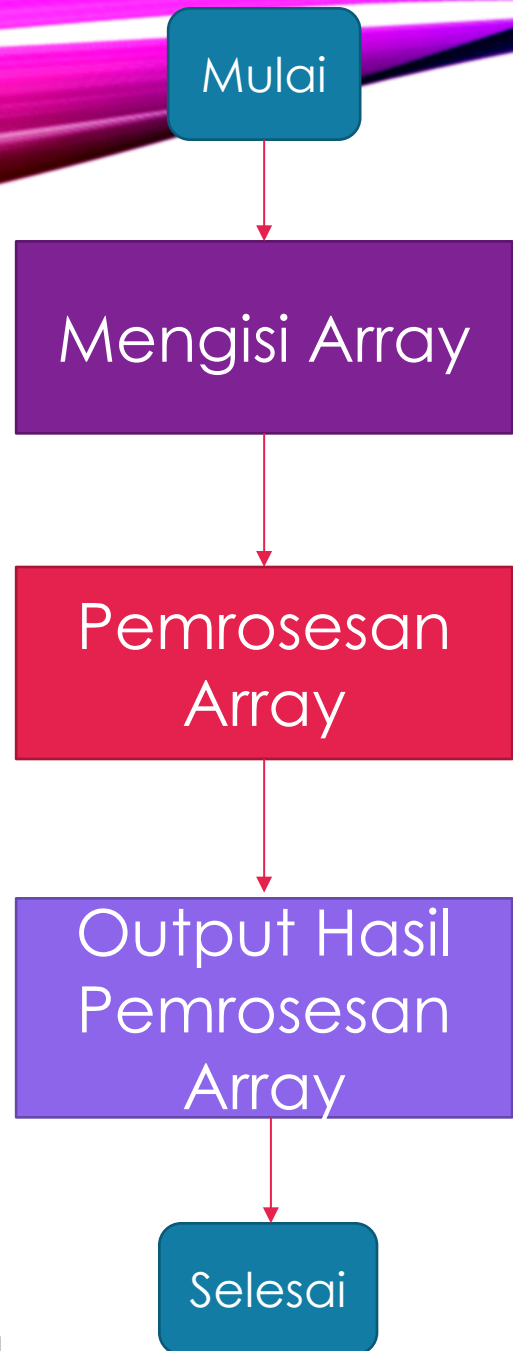 Mulai
Mengisi Array
Pemrosesan
Array
Output Hasil
Pemrosesan
Array
Selesai